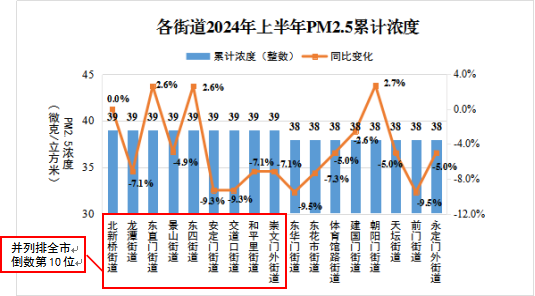 各街道2024年上半年PM2.5累计浓度
累计浓度（整数） 同比变化
45
40
35
30
PM2.5浓度
（微克/立方米）
4.0%
0.0%
-4.0%
-8.0%
-12.0%
39 39 39 39 39 39 39 39 39 38 38 38 38 38 38 38 38
0.0%
-7.1%
2.6%
-4.9%
2.6%
-9.3%
-9.3%
-7.1%
-7.1%
-9.5%
-7.3%
-5.0%
-2.6%
2.7%
-5.0%
-9.5%
-5.0%
北新桥街道
龙潭街道
东直门街道
景山街道
东四街道
安定门街道
交道口街道
和平里街道
崇文门外街道
东华门街道
东花市街道
体育馆路街道
建国门街道
朝阳门街道
天坛街道
前门街道
永定门外街道
并列排全市
倒数第10位